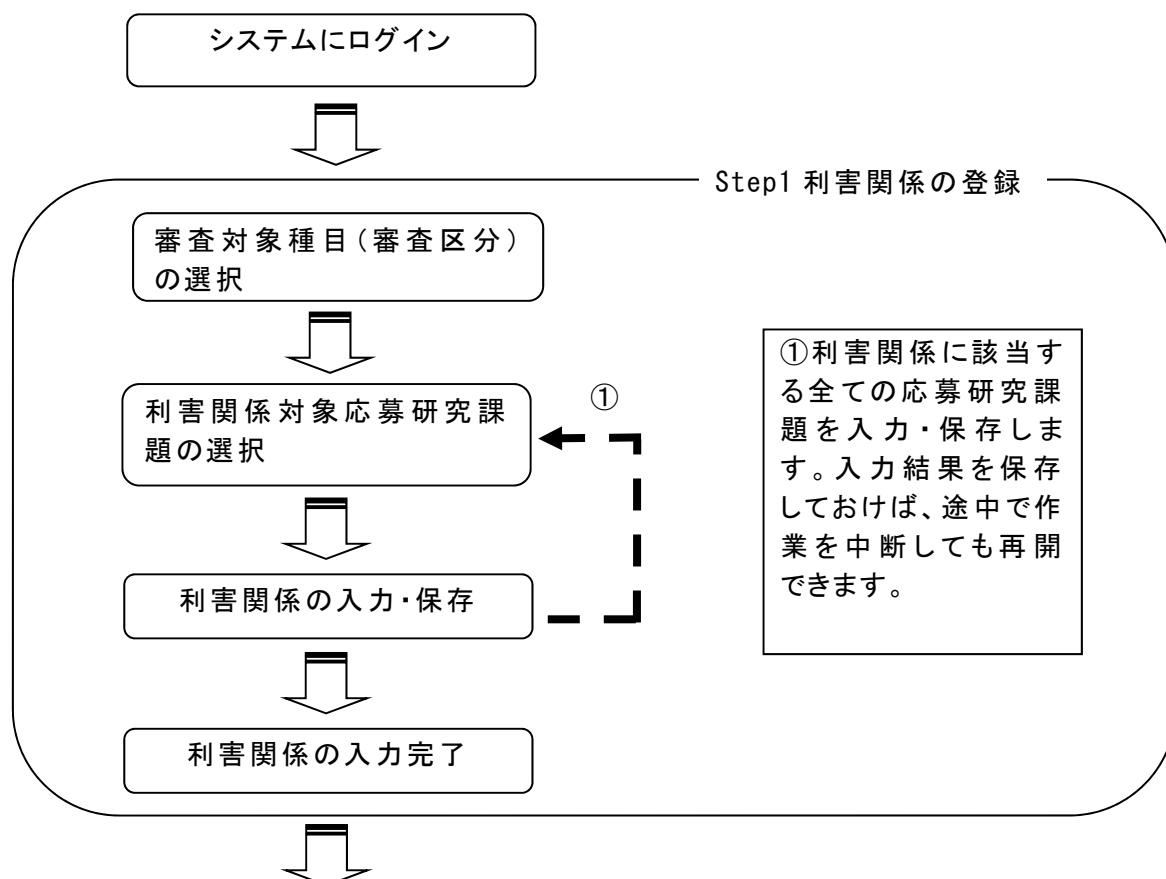 システムにログイン
Step1 利害関係の登録
審査対象種目(審査区分)
の選択
利害関係対象応募研究課
題の選択
①
①利害関係に該当す
る全ての応募研究課
題を入力・保存しま
す。入力結果を保存
しておけば、途中で作
業を中断しても再開
できます。
利害関係の入力・保存
利害関係の入力完了